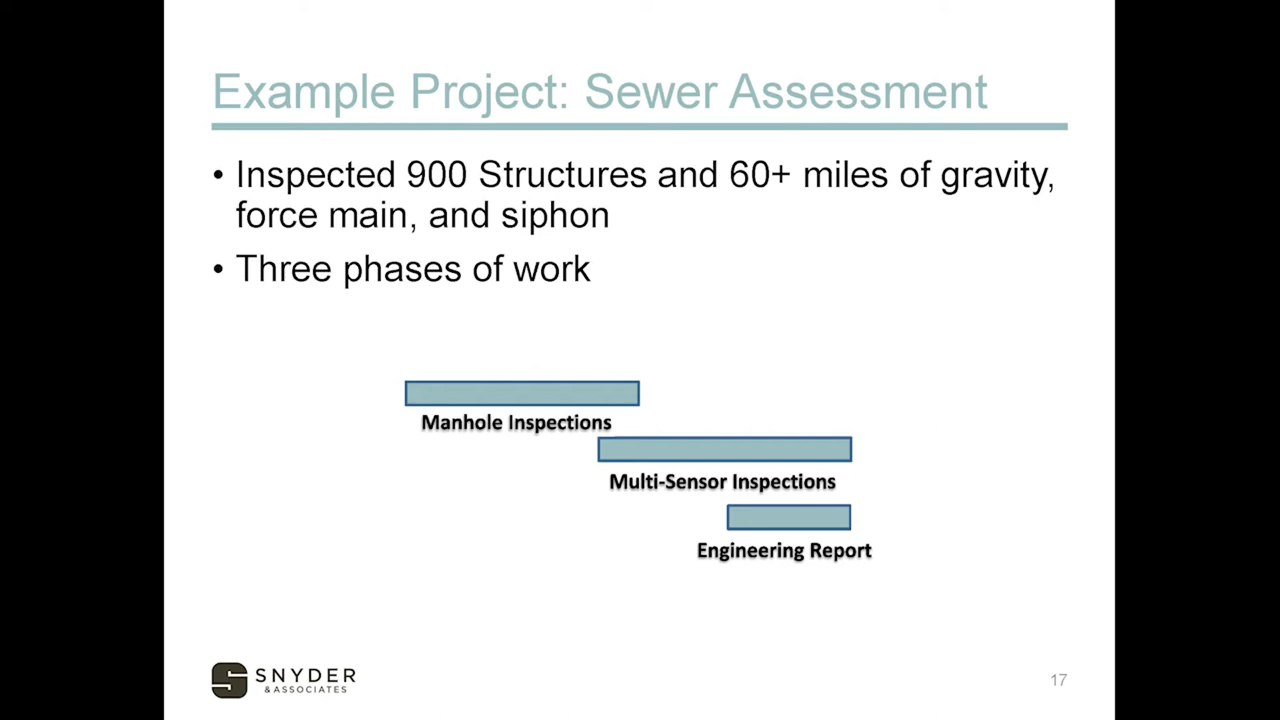 Example Project: Sewer Assessment
• Inspected 900 Structures and 60+ miles of gravity,
force main, and siphon
• Three phases of work
Manhole Inspections
Multi-Sensor Inspections
Engineering Report
SNYDER
& ASSOCIATES
17